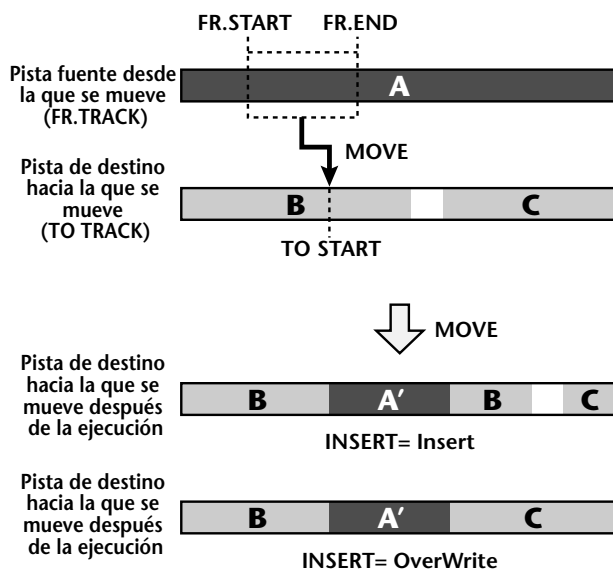 FR.START FR.END
Pista fuente desde
la que se mueve
(FR.TRACK)
A
MOVE
Pista de destino
hacia la que se
mueve
(TO TRACK)
B C
TO START
MOVE
Pista de destino
hacia la que se
mueve después
de la ejecución
B A′ B C
INSERT= Insert
Pista de destino
hacia la que se
mueve después
de la ejecución
B A′ C
INSERT= OverWrite